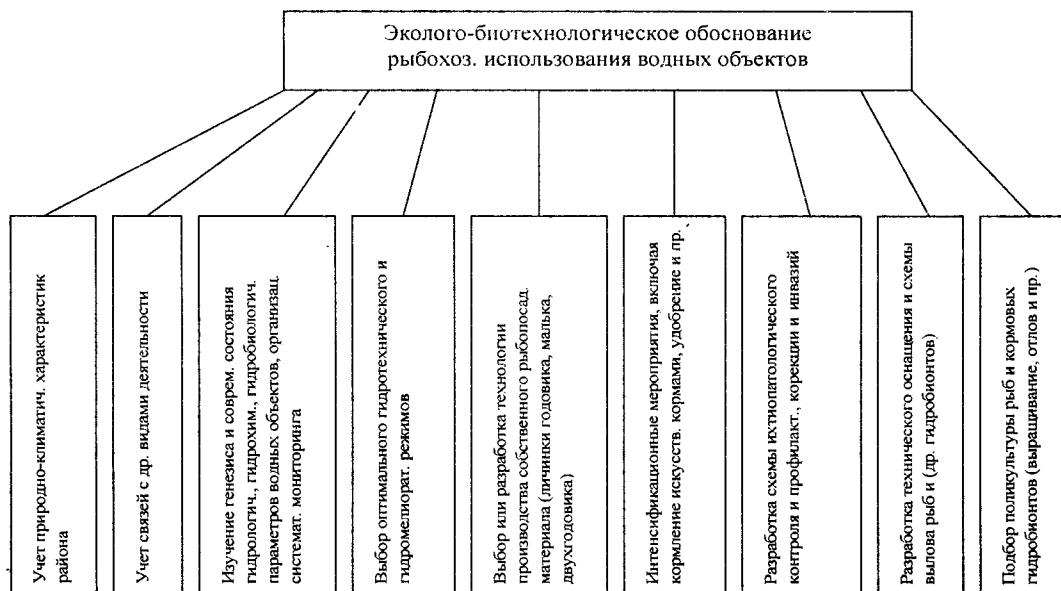 Эколого-биотехнологическое обоснование
рыбохоз. использования водных объектов
Учет природно-климатич. характеристик
района
Учет связей с др. видами деятельности
Изучение генезиса и соврем. состояния
гидрологич., гидрохим., гидробиологич.
параметров водных объектов, организац.
системат. мониторинга
Выбор оптимального гидротехнического и
гидромелиорат. режимов
Выбор или разработка технологии
производства собственного рыбопосад.
материала (личинки годовика, малька,
двухгодовика)
Интенсификационные мероприятия, включая
кормление искусств. кормами, удобрение и пр.
Разработка схемы ихтиопатологического
контроля и профилакт., корекции и инвазий
Разработка технического оснащения и схемы
вылова рыб и (др. гидробионтов)
Подбор поликультуры рыб и кормовых
гидробионтов (выращивание, отлов и пр.)